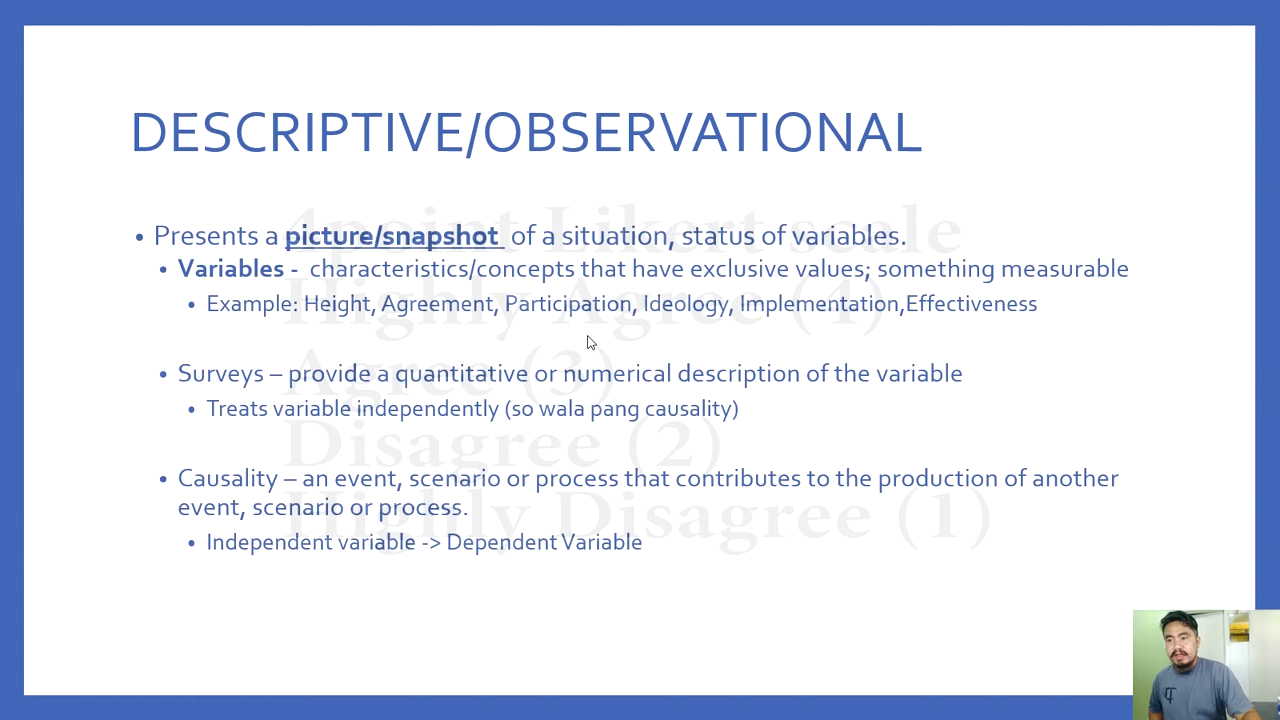 DESCRIPTIVE/OBSERVATIONAL
• Presents a picture/snapshot of a situation, status of variables.
• Variables - characteristics/concepts that have exclusive values; something measurable
• Example: Height, Agreement, Participation, Ideology, Implementation,Effectiveness
• Surveys – provide a quantitative or numerical description of the variable
• Treats variable independently (so wala pang causality)
• Causality – an event, scenario or process that contributes to the production of another
event, scenario or process.
• Independent variable -> Dependent Variable
4point Likert scale
Highly Agree (4)
Agree (3)
Disagree (2)
Highly Disagree (1)